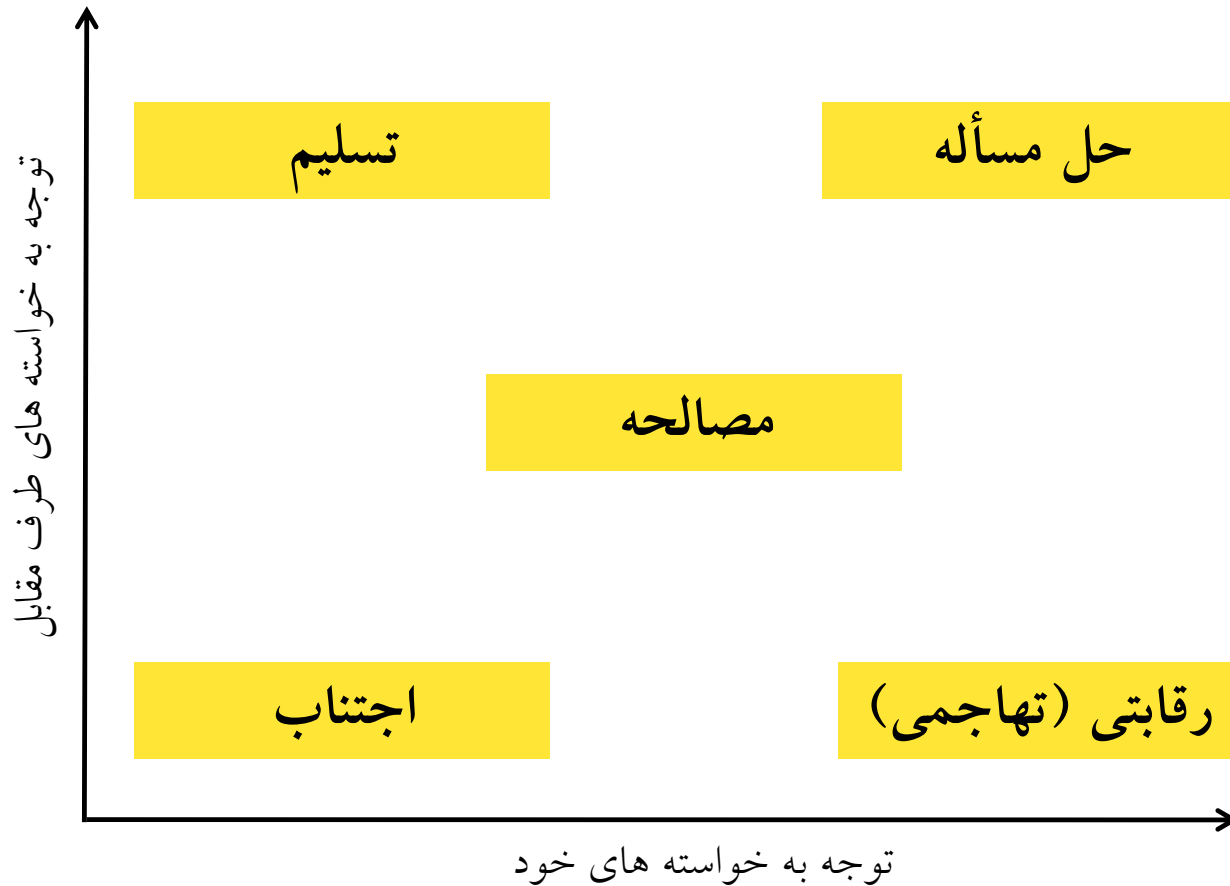 حل مسأله
تسلیم
توجه به خواسته های طرف مقابل
مصالحه
رقابتی (تهاجمی)
اجتناب
توجه به خواسته های خود